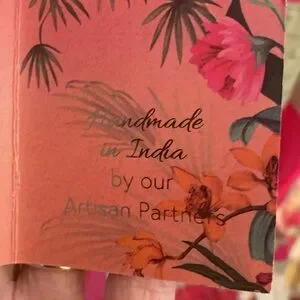 Handmade
in India
by our
Artisan Partners